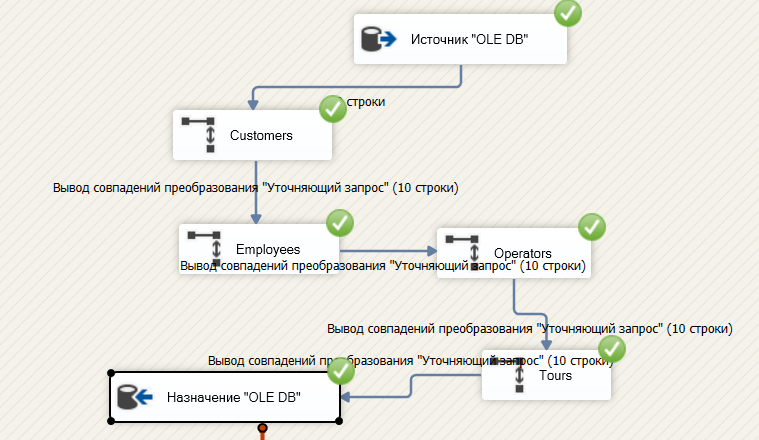 Источник "OLE DB"
строки
Customers
Вывод совпадений преобразования "Уточняющий запрос" (10 строки)
Employees
Operators
Вывод совпадений преобразования "Уточняющий запрос" (10 строки)
Вывод совпадений преобразования "Уточняющий запрос" (10 строки)
Вывод совпадений преобразования "Уточняющий запрос" (10 строки)
Tours
Назначение "OLE DB"